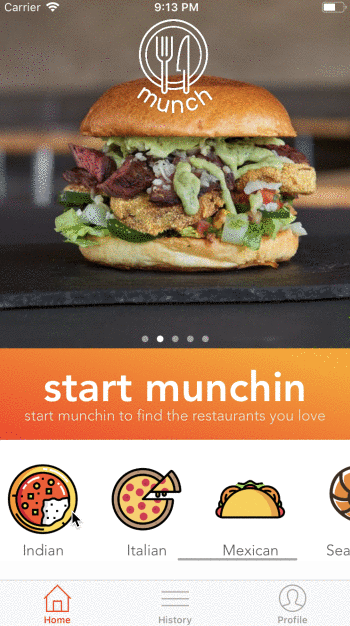 Carrier 9:13 PM
munch
start munchin
start munchin to find the restaurants you love
Indian Italian Mexican Sea
Home History Profile